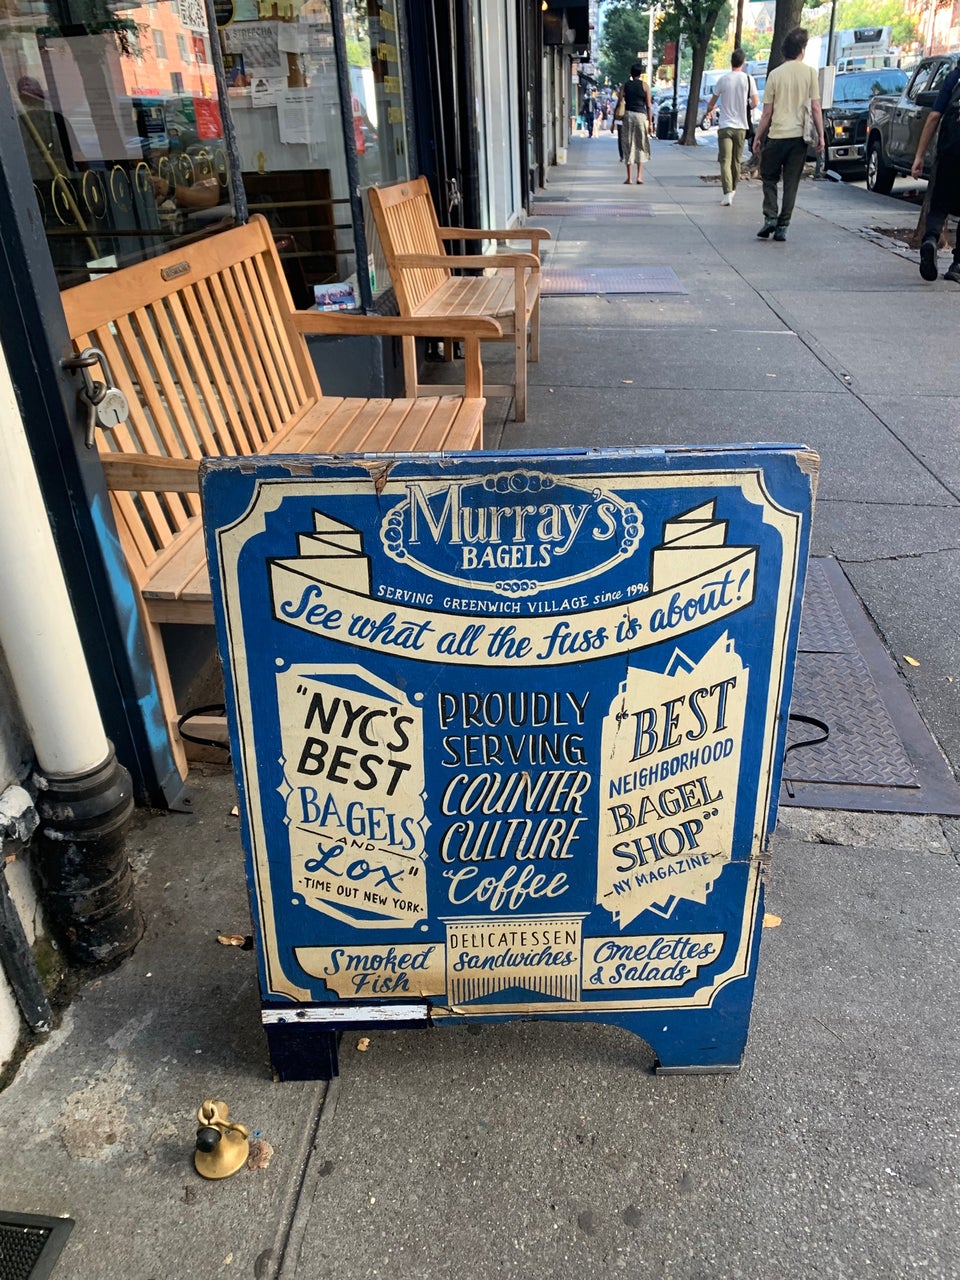 Murray's
BAGELS
SERVING GREENWICH VILLAGE since 1996
See what all the fuss is about!
"NYC'S
BEST
BAGELS
AND
Lox"
-TIME OUT NEW YORK-
PROUDLY
SERVING
COUNTER
CULTURE
Coffee
"BEST
NEIGHBORHOOD
BAGEL
SHOP"
-NY MAGAZINE-
Smoked
Fish
DELICATESSEN
Sandwiches
Omelettes
& Salads